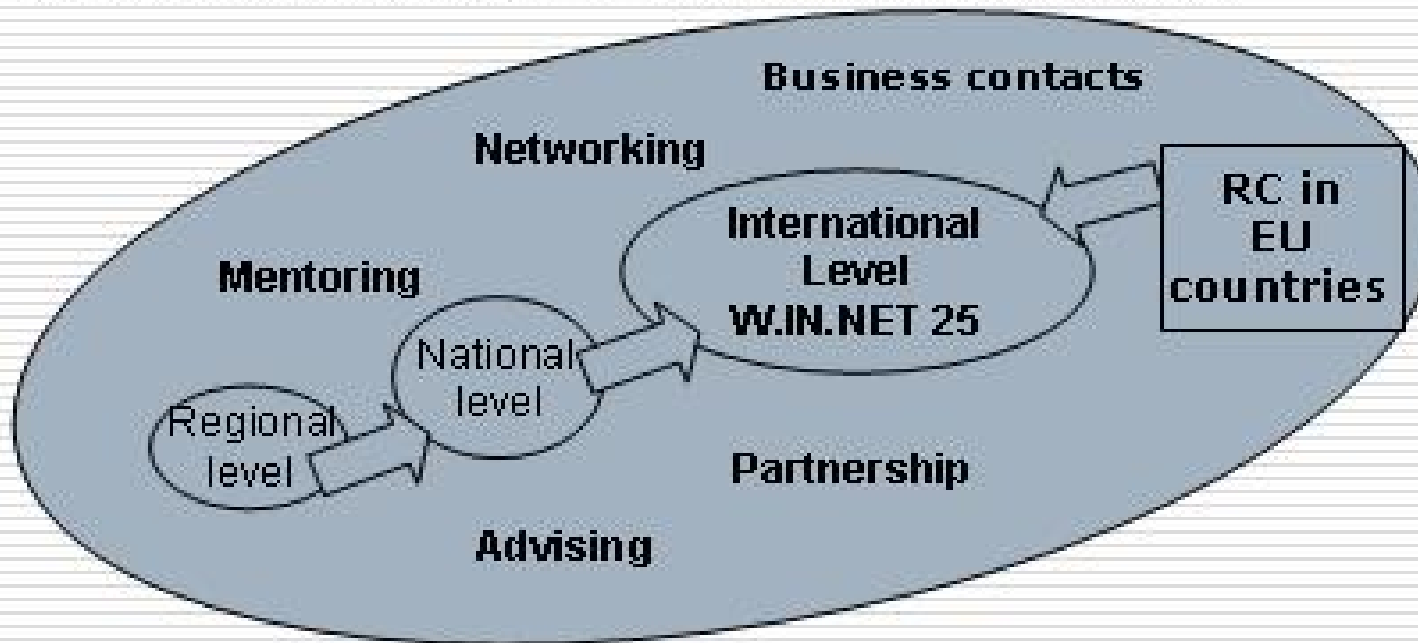 Business contacts
Networking
RC in
EU
countries
International
Level
W.IN.NET 25
Mentoring
National
level
Regional
level
Partnership
Advising